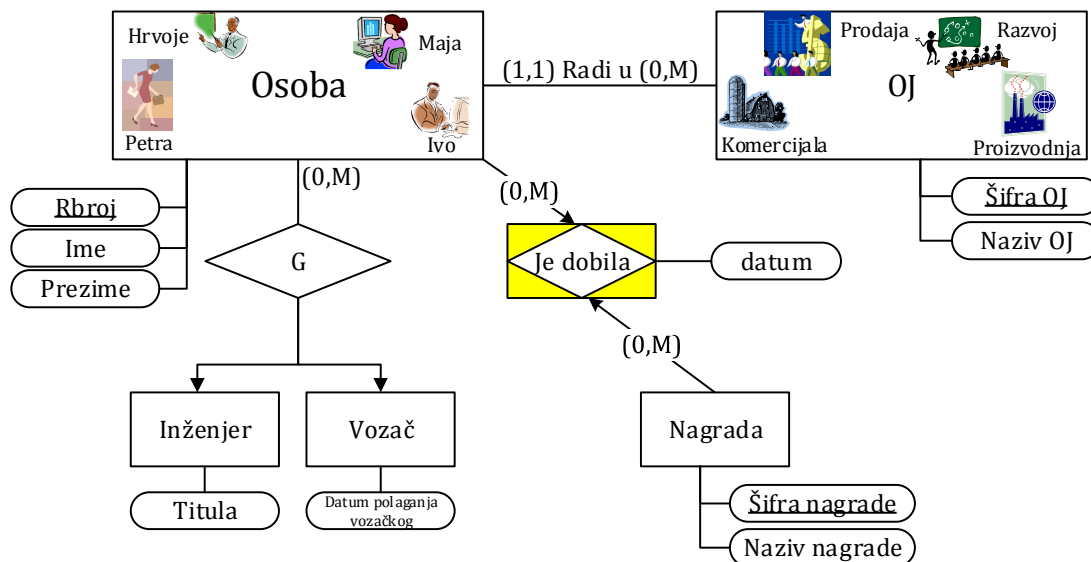 Hrvoje
Maja
Osoba
Petra
Ivo
(1,1) Radi u (0,M)
Prodaja
Razvoj
OJ
Komercijala
Proizvodnja
(0,M)
(0,M)
Rbroj
Ime
Prezime
G
Je dobila
datum
Šifra OJ
Naziv OJ
(0,M)
Inženjer
Vozač
Nagrada
Titula
Datum polaganja
vozačkog
Šifra nagrade
Naziv nagrade